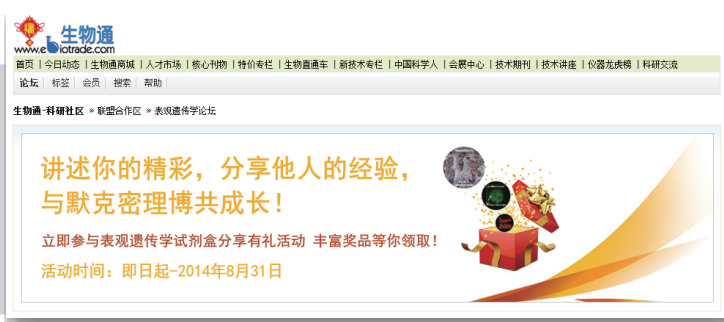 生物通
www.ebiotrade.com
首页 | 今日动态 | 生物通商城 | 人才市场 | 核心刊物 | 特价专栏 | 生物直通车 | 新技术专栏 | 中国科学人 | 会展中心 | 技术期刊 | 技术讲座 | 仪器龙虎榜 | 科研交流
论坛 | 标签 | 会员 | 搜索 | 帮助
生物通-科研社区 » 联盟合作区 » 表观遗传学论坛
讲述你的精彩，分享他人的经验，
与默克密理博共成长！
立即参与表观遗传学试剂盒分享有礼活动 丰富奖品等你领取！
活动时间：即日起-2014年8月31日